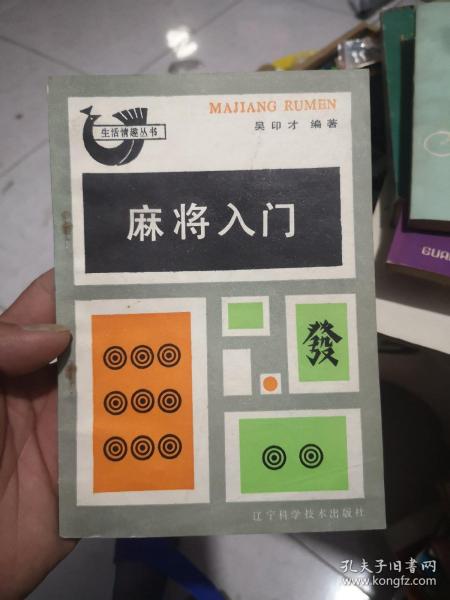 MAJIANG RUMEN
吴印才 编著
生活情趣丛书
麻将入门
發
辽宁科学技术出版社
GUAN
孔夫子旧书网
www.kongfz.com